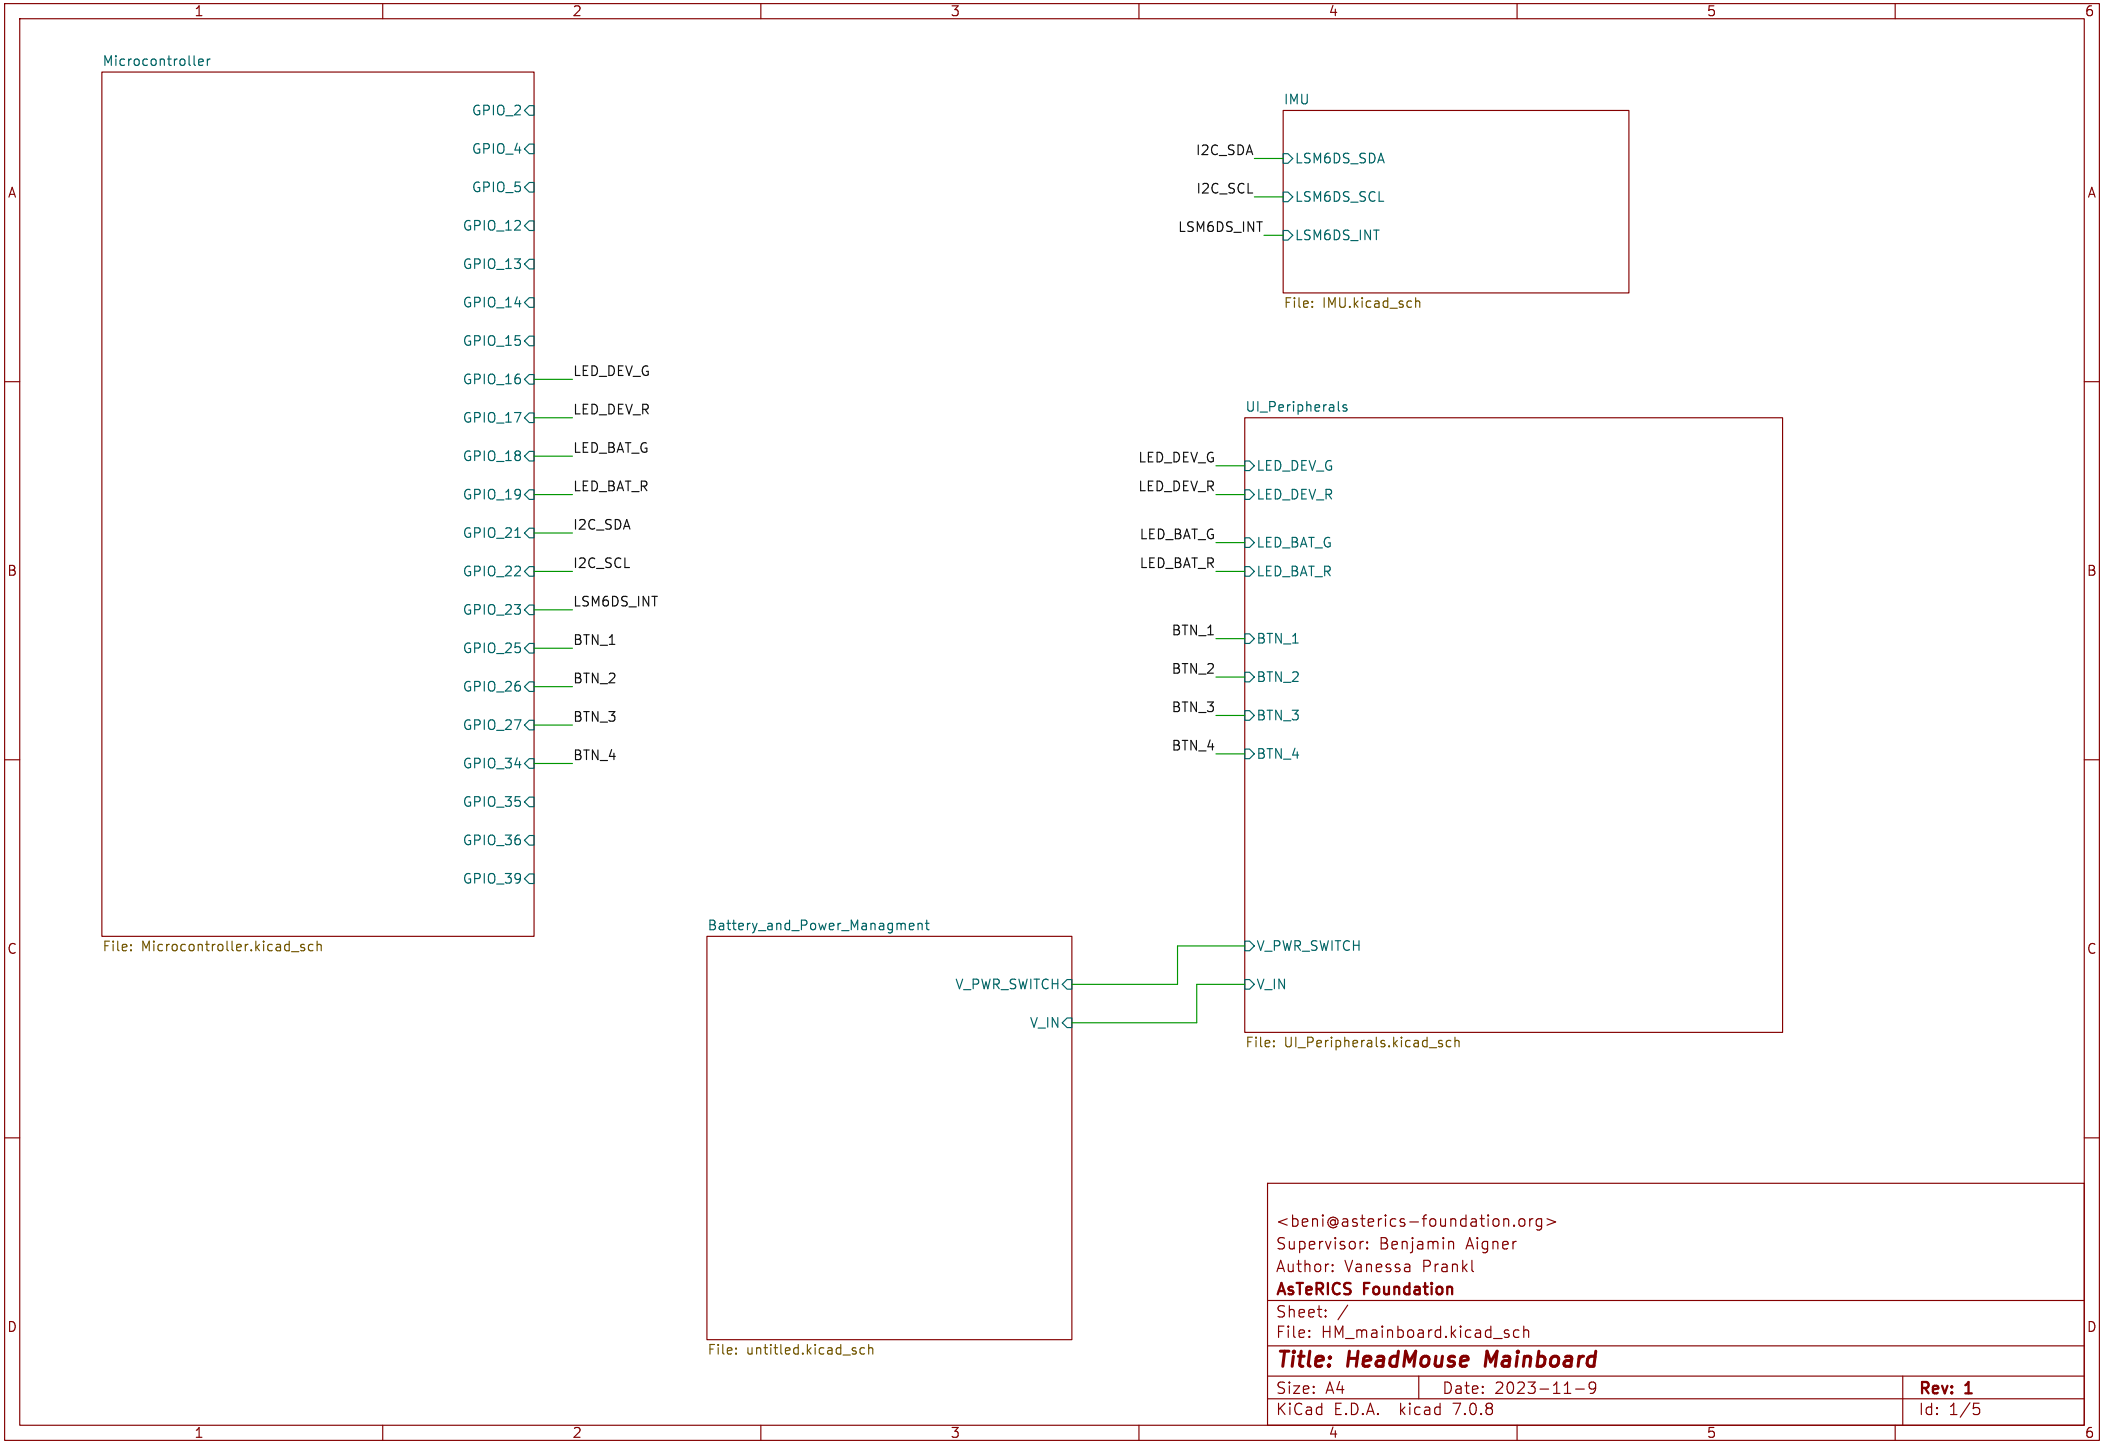 1 2 3 4 5 6
A
B
C
D
A
B
C
D
Microcontroller
GPIO_2
GPIO_4
GPIO_5
GPIO_12
GPIO_13
GPIO_14
GPIO_15
GPIO_16 LED_DEV_G
GPIO_17 LED_DEV_R
GPIO_18 LED_BAT_G
GPIO_19 LED_BAT_R
GPIO_21 I2C_SDA
GPIO_22 I2C_SCL
GPIO_23 LSM6DS_INT
GPIO_25 BTN_1
GPIO_26 BTN_2
GPIO_27 BTN_3
GPIO_34 BTN_4
GPIO_35
GPIO_36
GPIO_39
File: Microcontroller.kicad_sch
IMU
I2C_SDA LSM6DS_SDA
I2C_SCL LSM6DS_SCL
LSM6DS_INT LSM6DS_INT
File: IMU.kicad_sch
UI_Peripherals
LED_DEV_G LED_DEV_G
LED_DEV_R LED_DEV_R
LED_BAT_G LED_BAT_G
LED_BAT_R LED_BAT_R
BTN_1 BTN_1
BTN_2 BTN_2
BTN_3 BTN_3
BTN_4 BTN_4
V_PWR_SWITCH
V_IN
File: UI_Peripherals.kicad_sch
Battery_and_Power_Managment
V_PWR_SWITCH
V_IN
File: untitled.kicad_sch
<beni@asterics-foundation.org>
Supervisor: Benjamin Aigner
Author: Vanessa Prankl
AsTeRICS Foundation
Sheet: /
File: HM_mainboard.kicad_sch
Title: HeadMouse Mainboard
Size: A4 Date: 2023-11-9 Rev: 1
KiCad E.D.A. kicad 7.0.8 Id: 1/5
1 2 3 4 5 6